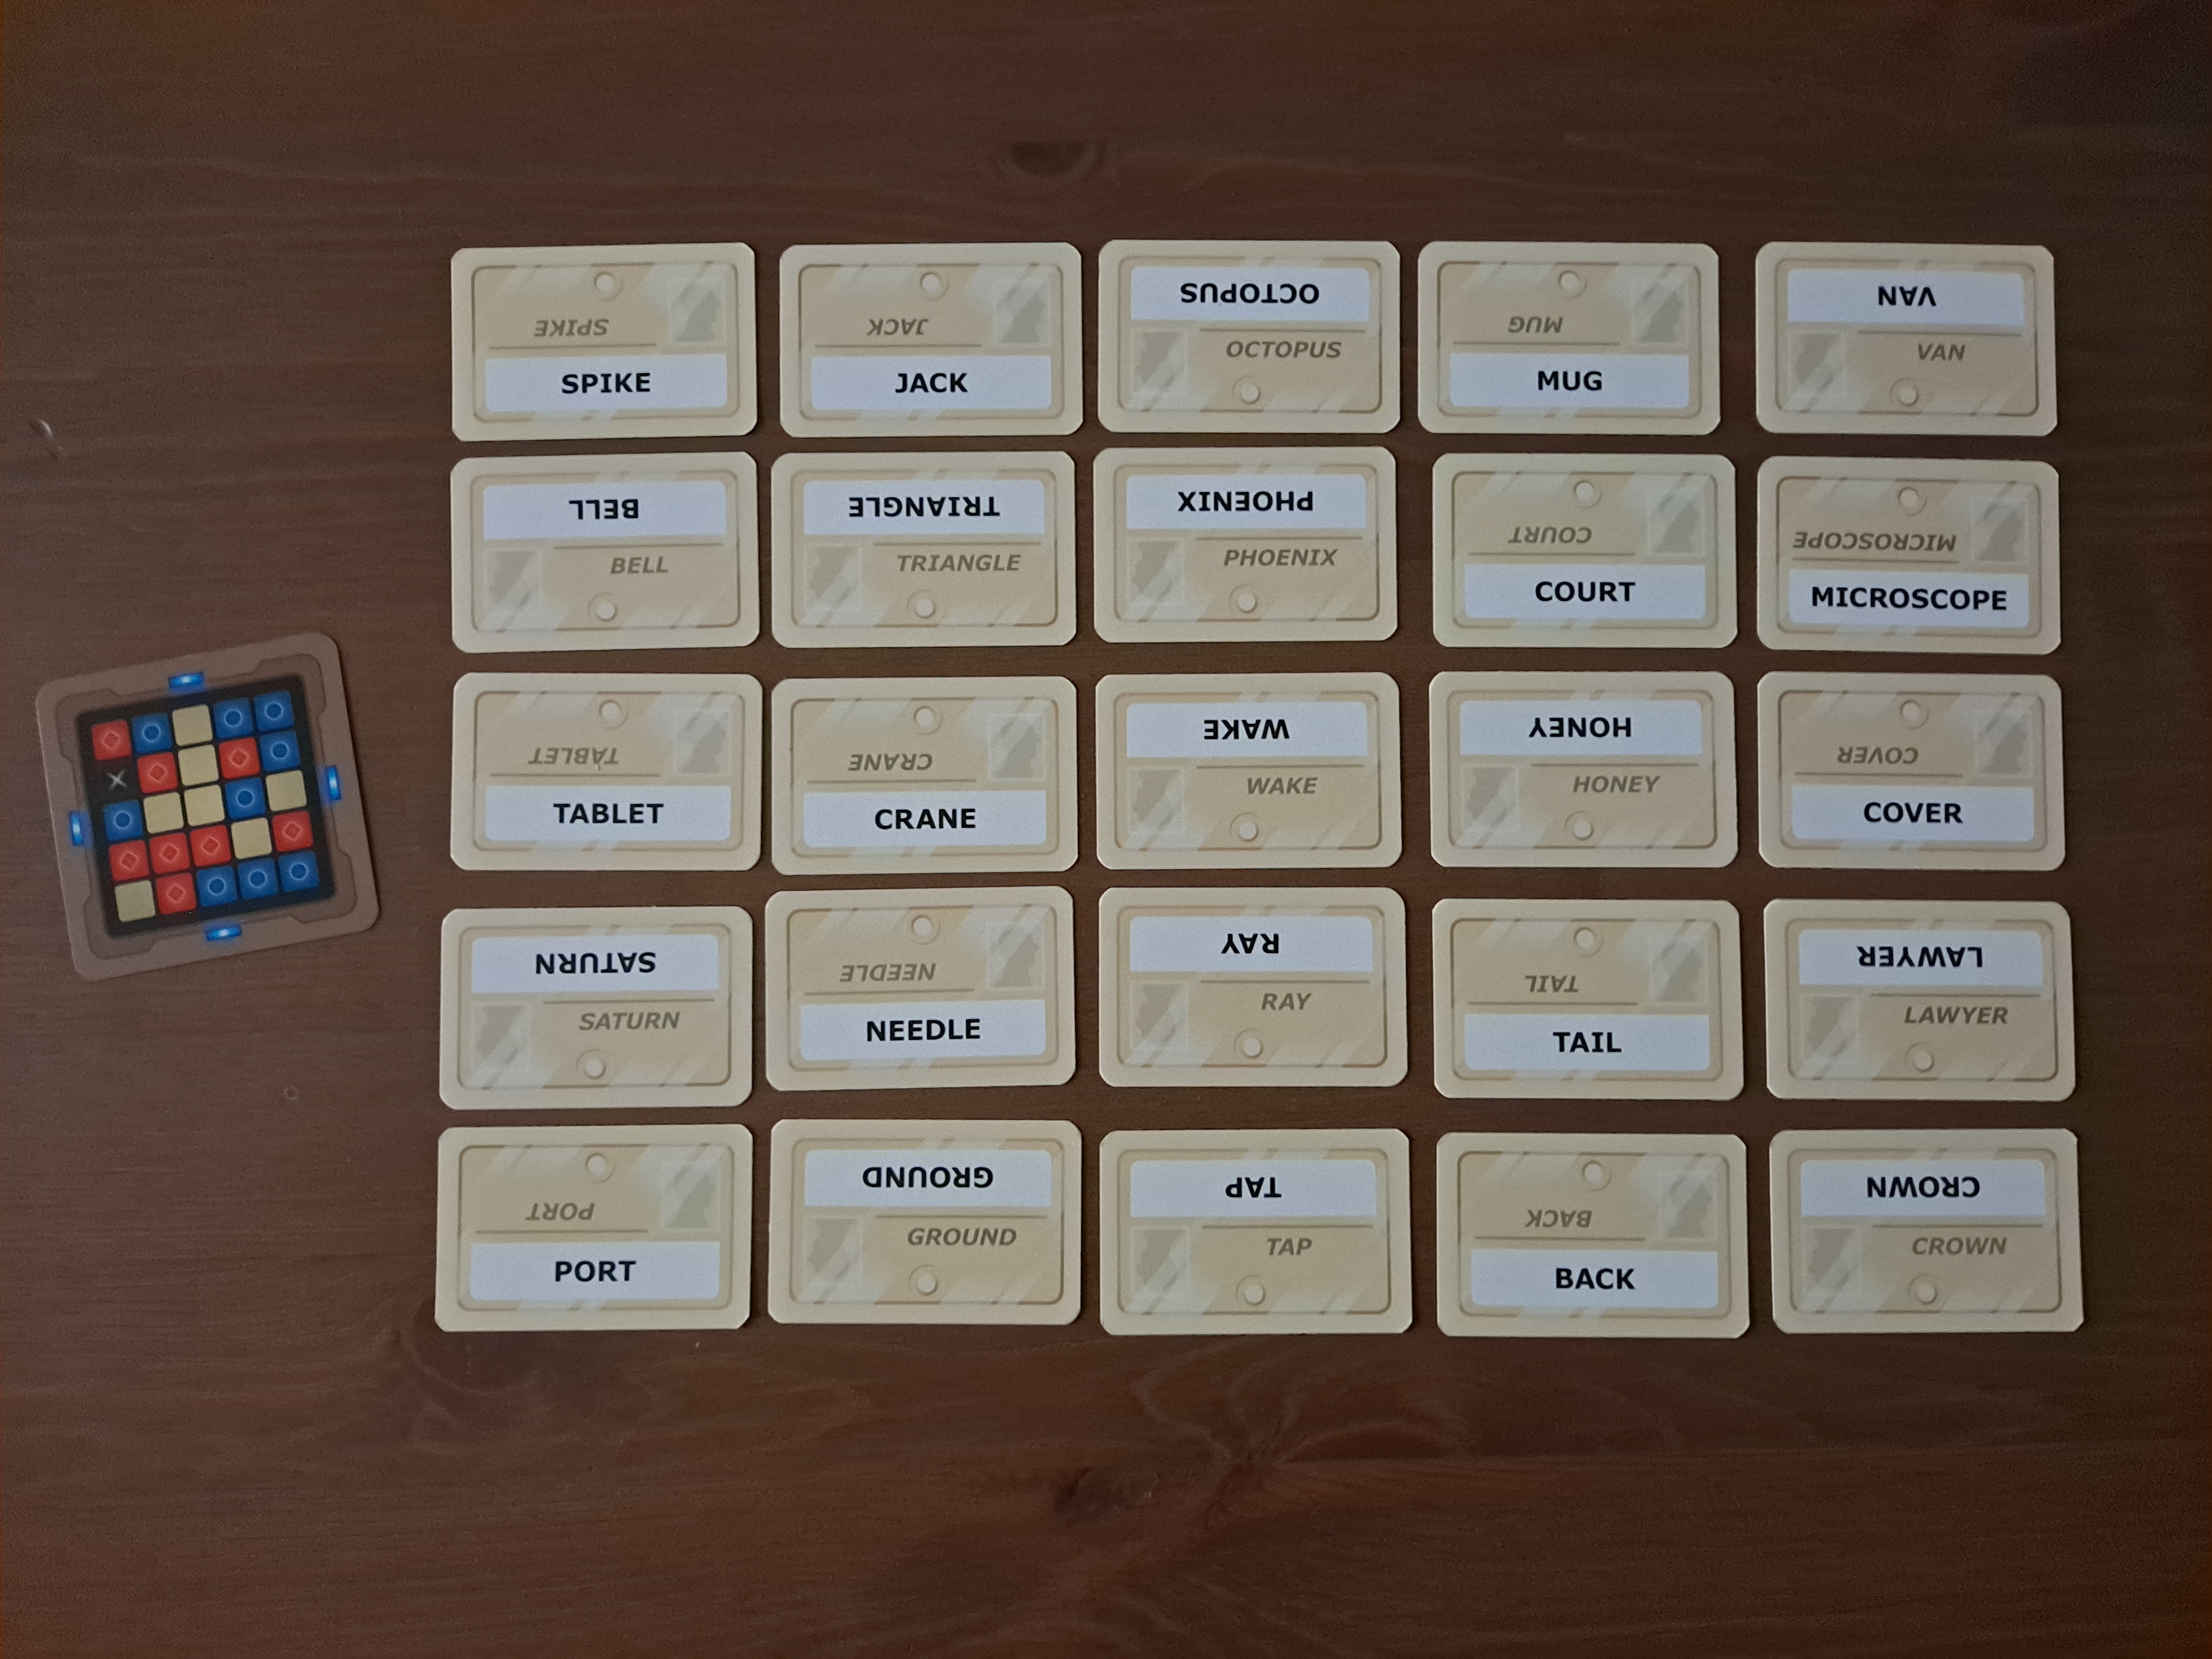 PORT
PORT
SATURN
SATURN
TABLET
TABLET
BELL
BELL
SPIKE
SPIKE
GROUND
GROUND
NEEDLE
NEEDLE
CRANE
CRANE
TRIANGLE
TRIANGLE
JACK
JACK
TAP
TAP
RAY
RAY
WAKE
WAKE
PHOENIX
PHOENIX
OCTOPUS
OCTOPUS
BACK
BACK
TAIL
TAIL
HONEY
HONEY
COURT
COURT
MUG
MUG
CROWN
CROWN
LAWYER
LAWYER
COVER
COVER
MICROSCOPE
MICROSCOPE
VAN
VAN